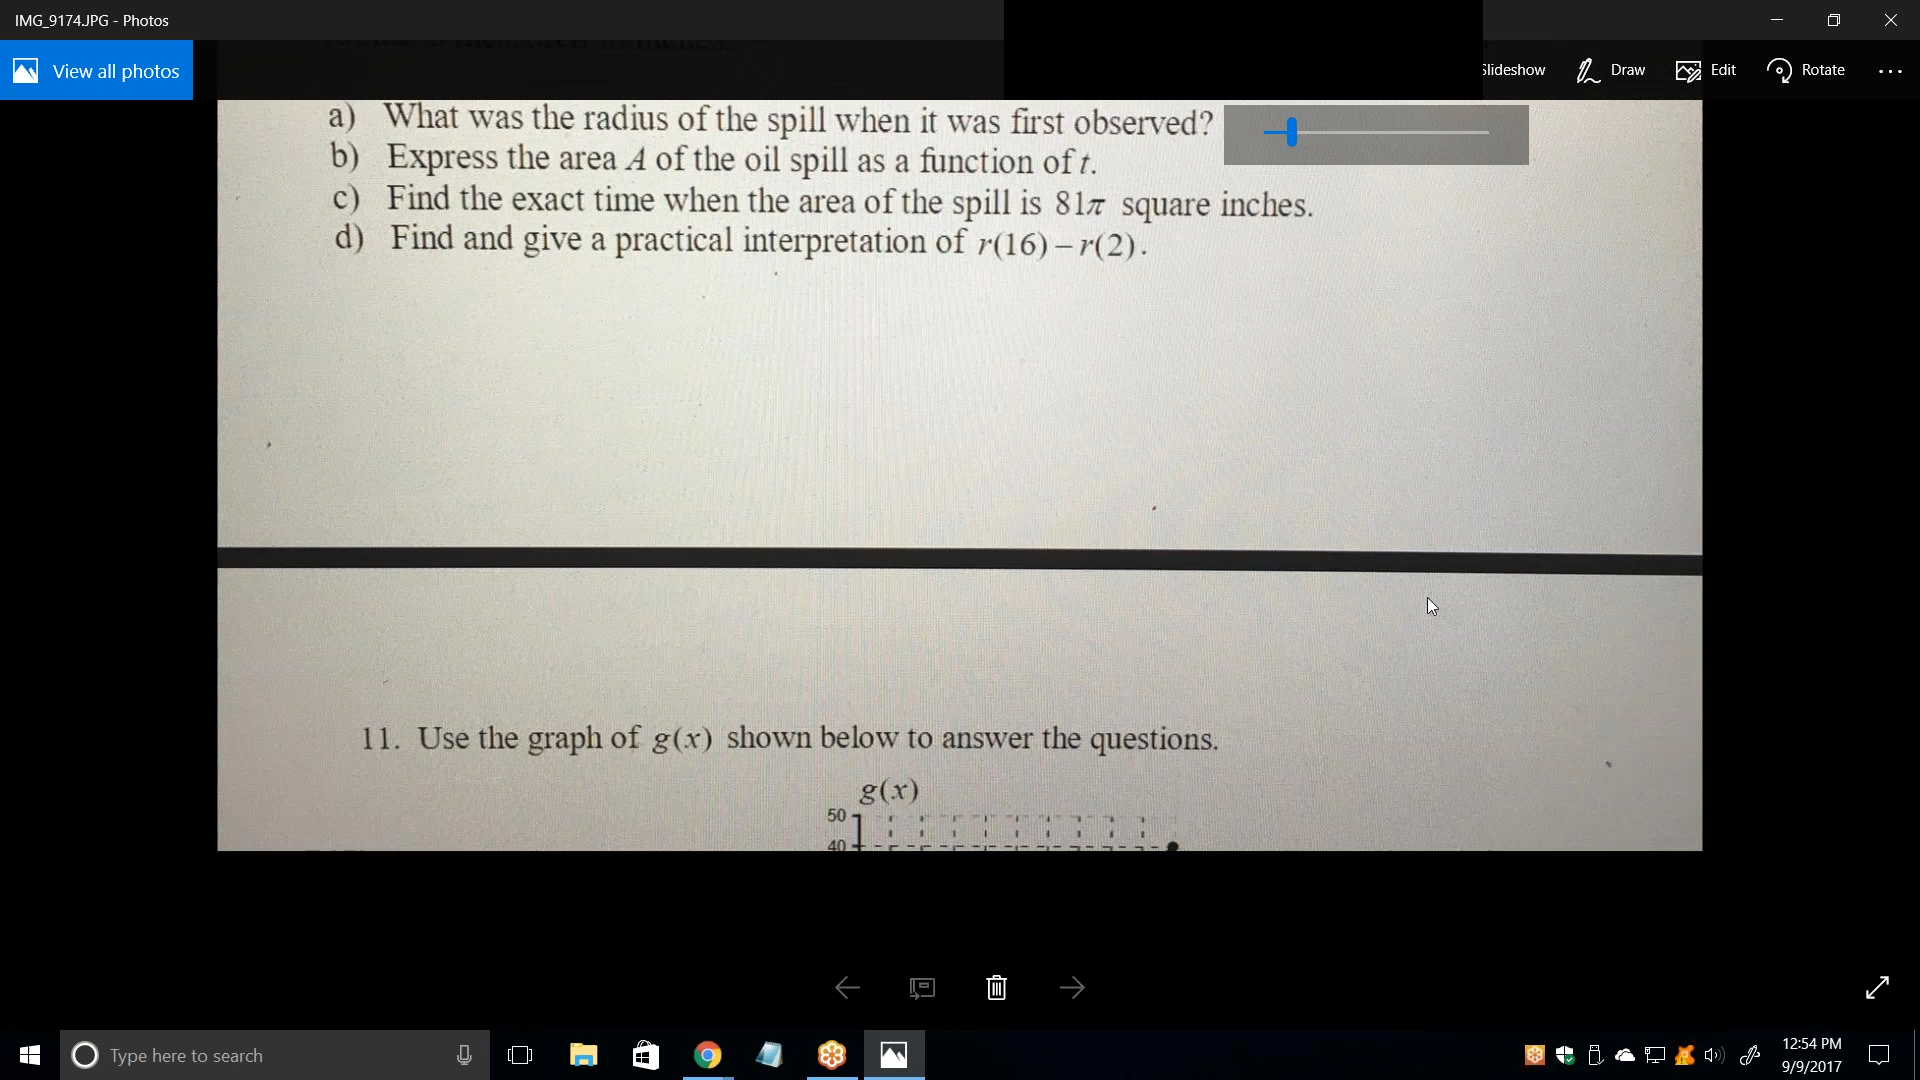 IMG_9174.JPG - Photos
View all photos
Slideshow
Draw
Edit
Rotate
a) What was the radius of the spill when it was first observed?
b) Express the area A of the oil spill as a function of t.
c) Find the exact time when the area of the spill is 81π square inches.
d) Find and give a practical interpretation of r(16) – r(2).
11. Use the graph of g(x) shown below to answer the questions.
g(x)
50
40
Type here to search
12:54 PM
9/9/2017